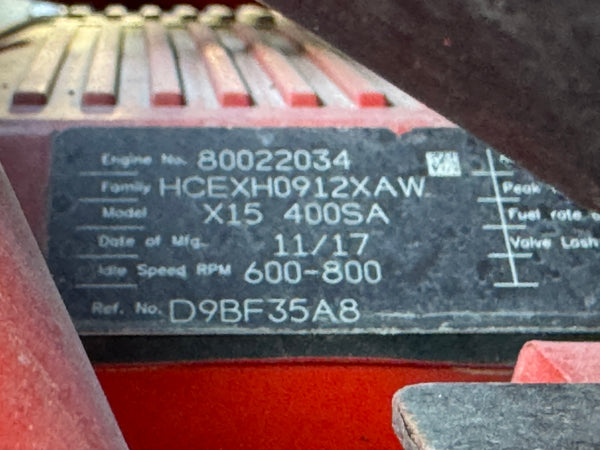 Engine No. 80022034
Family HCEXH0912XAW
Model X15 400SA
Date of Mfg. 11/17
Idle Speed RPM 600-800
Ref. No. D9BF35A8
Peak
Fuel rate
Valve Lash